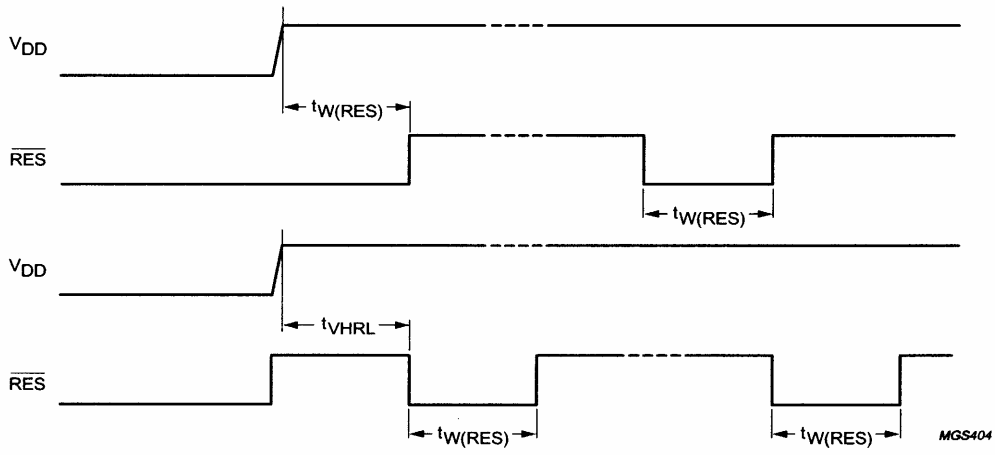 VDD
tW(RES)
RES
tW(RES)
VDD
tVHRL
RES
tW(RES)
tW(RES)
MGS404